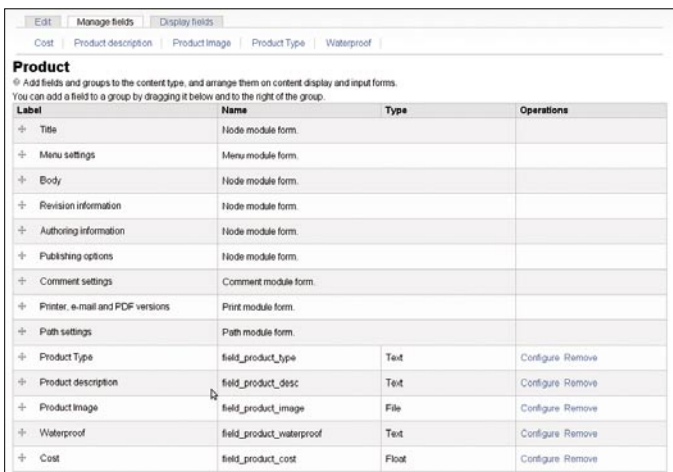 Edit Manage fields Display fields
Cost Product description Product Image Product Type Waterproof
Product
Add fields and groups to the content type, and arrange them on content display and input forms.
You can add a field to a group by dragging it below and to the right of the group.
Label Name Type Operations
Title Node module form.
Menu settings Menu module form.
Body Node module form.
Revision information Node module form.
Authoring information Node module form.
Publishing options Node module form.
Comment settings Comment module form.
Printer, e-mail and PDF versions Print module form.
Path settings Path module form.
Product Type field_product_type Text Configure Remove
Product description field_product_desc Text Configure Remove
Product Image field_product_image File Configure Remove
Waterproof field_product_waterproof Text Configure Remove
Cost field_product_cost Float Configure Remove